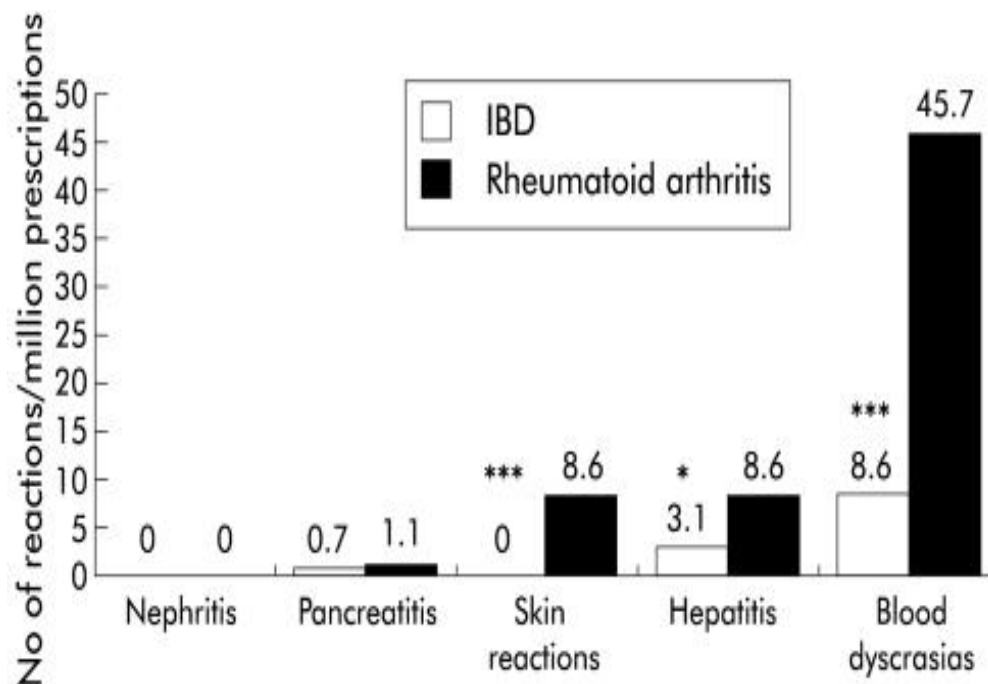 No of reactions/million prescriptions
50
45
40
35
30
25
20
15
10
5
0
IBD
Rheumatoid arthritis
0 0
0.7 1.1
*** 0 8.6
* 3.1 8.6
*** 8.6 45.7
Nephritis
Pancreatitis
Skin
reactions
Hepatitis
Blood
dyscrasias